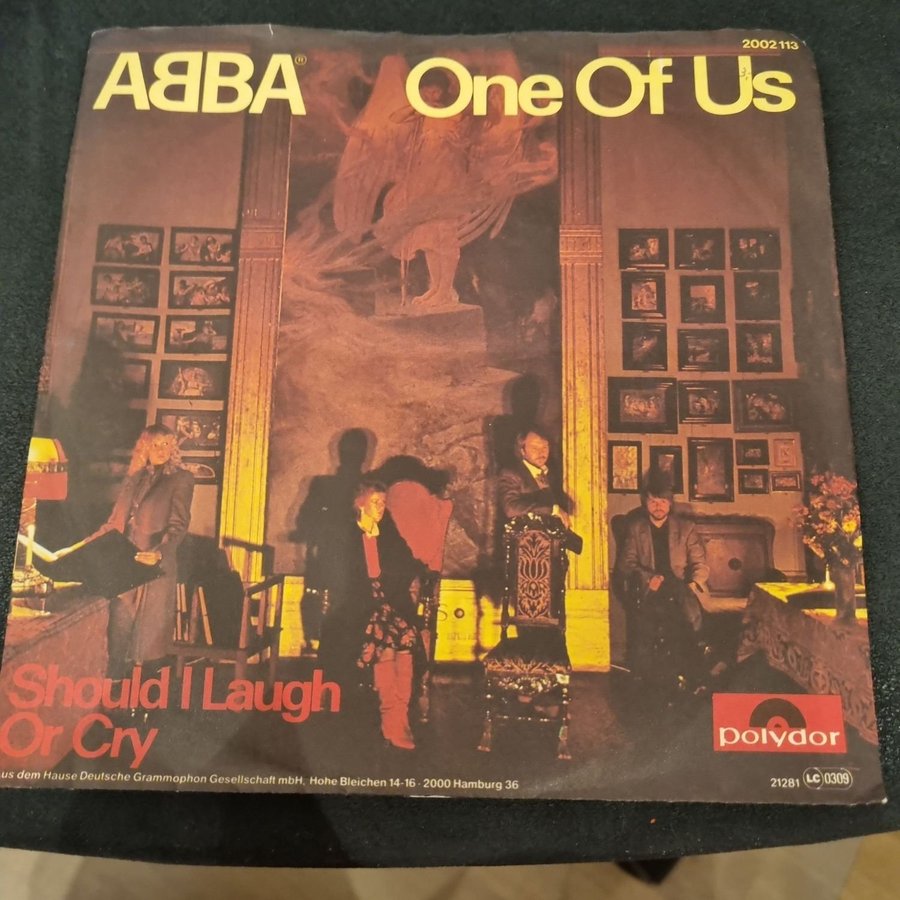 2002 113
ABBA® One Of Us
Should I Laugh
Or Cry
polydor
us dem Hause Deutsche Grammophon Gesellschaft mbH, Hohe Bleichen 14-16 · 2000 Hamburg 36
21281 LC 0309